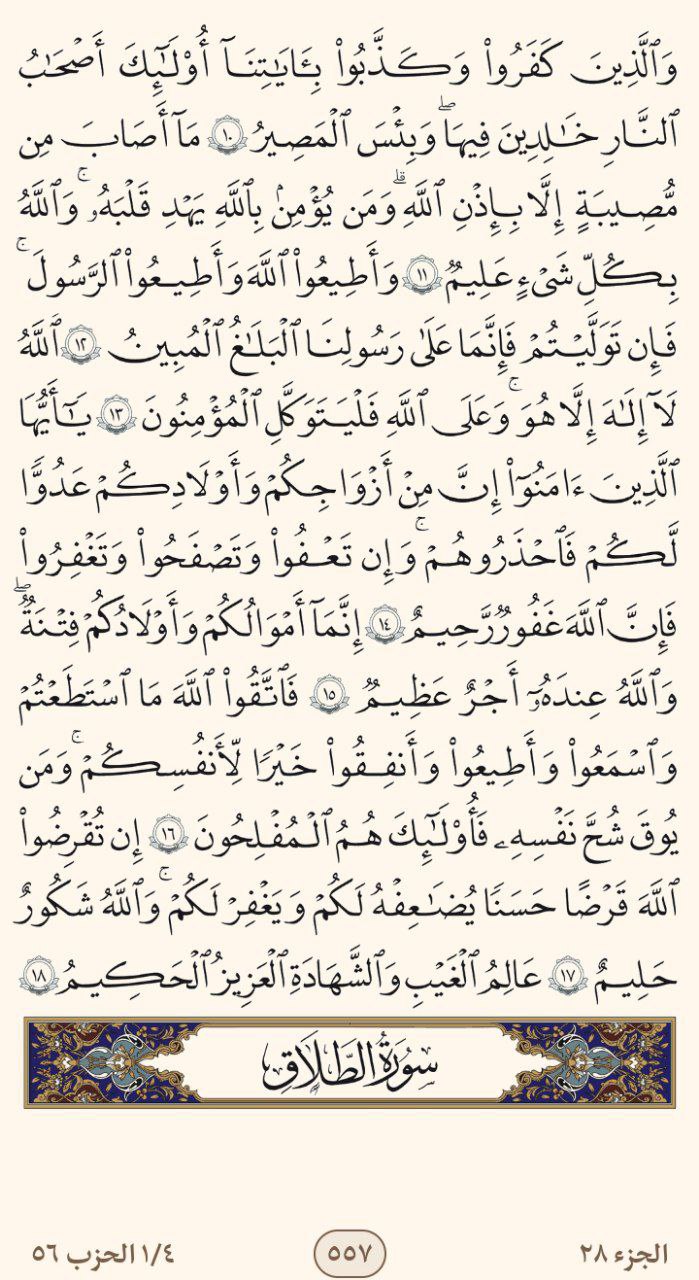 وَٱلَّذِينَ كَفَرُوا۟ وَكَذَّبُوا۟ بِـَٔايَـٰتِنَآ أُو۟لَـٰٓئِكَ أَصْحَـٰبُ
ٱلنَّارِ خَـٰلِدِينَ فِيهَا ۖ وَبِئْسَ ٱلْمَصِيرُ ١٠ مَآ أَصَابَ مِن
مُّصِيبَةٍ إِلَّا بِإِذْنِ ٱللَّهِ ۗ وَمَن يُؤْمِنۢ بِٱللَّهِ يَهْدِ قَلْبَهُۥ ۚ وَٱللَّهُ
بِكُلِّ شَىْءٍ عَلِيمٌ ١١ وَأَطِيعُوا۟ ٱللَّهَ وَأَطِيعُوا۟ ٱلرَّسُولَ ۚ
فَإِن تَوَلَّيْتُمْ فَإِنَّمَا عَلَىٰ رَسُولِنَا ٱلْبَلَـٰغُ ٱلْمُبِينُ ١٢ ٱللَّهُ
لَآ إِلَـٰهَ إِلَّا هُوَ ۚ وَعَلَى ٱللَّهِ فَلْيَتَوَكَّلِ ٱلْمُؤْمِنُونَ ١٣ يَـٰٓأَيُّهَا
ٱلَّذِينَ ءَامَنُوٓا۟ إِنَّ مِنْ أَزْوَٰجِكُمْ وَأَوْلَـٰدِكُمْ عَدُوًّا
لَّكُمْ فَٱحْذَرُوهُمْ ۚ وَإِن تَعْفُوا۟ وَتَصْفَحُوا۟ وَتَغْفِرُوا۟
فَإِنَّ ٱللَّهَ غَفُورٌ رَّحِيمٌ ١٤ إِنَّمَآ أَمْوَٰلُكُمْ وَأَوْلَـٰدُكُمْ فِتْنَةٌ ۖ
وَٱللَّهُ عِندَهُۥٓ أَجْرٌ عَظِيمٌ ١٥ فَٱتَّقُوا۟ ٱللَّهَ مَا ٱسْتَطَعْتُمْ
وَٱسْمَعُوا۟ وَأَطِيعُوا۟ وَأَنفِقُوا۟ خَيْرًا لِّأَنفُسِكُمْ ۗ وَمَن
يُوقَ شُحَّ نَفْسِهِۦ فَأُو۟لَـٰٓئِكَ هُمُ ٱلْمُفْلِحُونَ ١٦ إِن تُقْرِضُوا۟
ٱللَّهَ قَرْضًا حَسَنًا يُضَـٰعِفْهُ لَكُمْ وَيَغْفِرْ لَكُمْ ۚ وَٱللَّهُ شَكُورٌ
حَلِيمٌ ١٧ عَـٰلِمُ ٱلْغَيْبِ وَٱلشَّهَـٰدَةِ ٱلْعَزِيزُ ٱلْحَكِيمُ ١٨
سُورَةُ الطَّلَاقِ
الجزء ٢٨
٥٥٧
١/٤ الحزب ٥٦